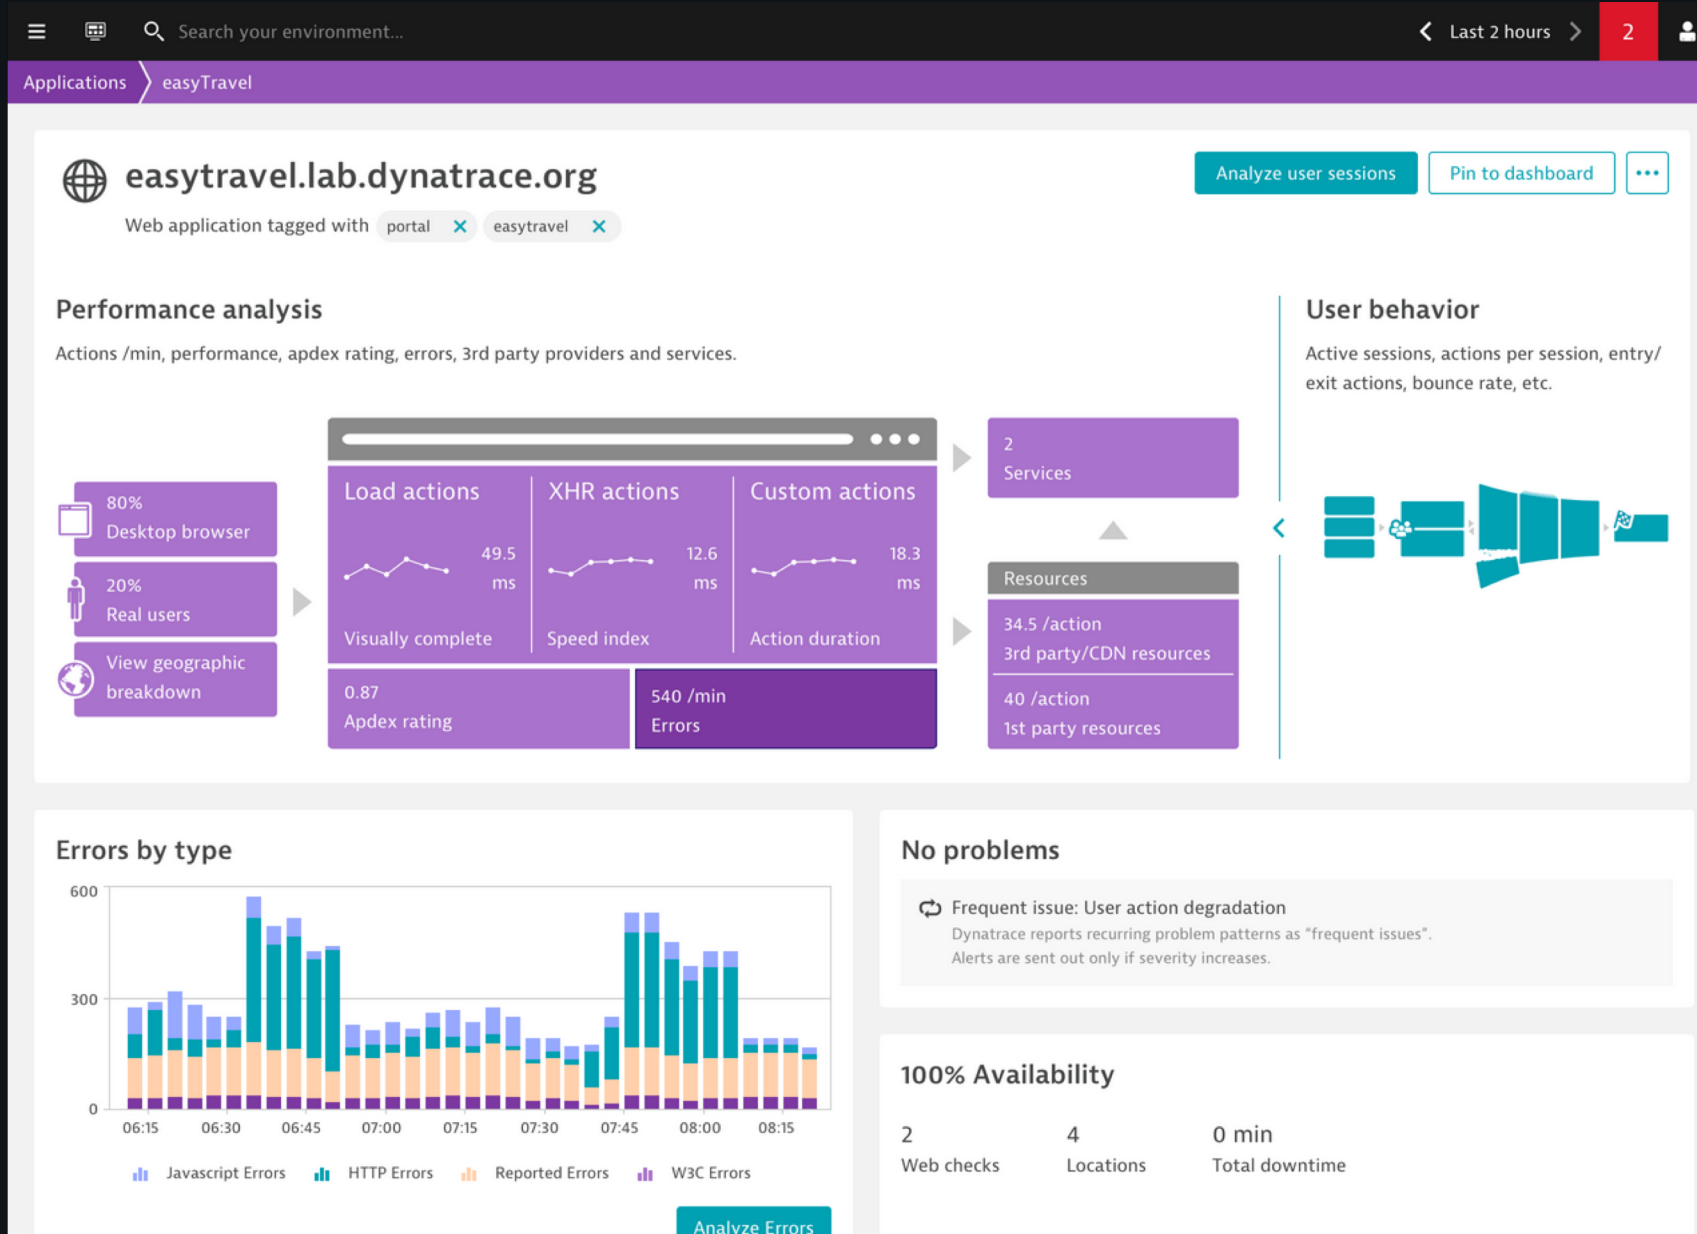 Search your environment...
Last 2 hours
2
Applications
easyTravel
easytravel.lab.dynatrace.org
Analyze user sessions
Pin to dashboard
Web application tagged with
portal
easytravel
Performance analysis
Actions /min, performance, apdex rating, errors, 3rd party providers and services.
User behavior
Active sessions, actions per session, entry/
exit actions, bounce rate, etc.
80%
Desktop browser
20%
Real users
View geographic
breakdown
Load actions
49.5
ms
Visually complete
XHR actions
12.6
ms
Speed index
Custom actions
18.3
ms
Action duration
0.87
Apdex rating
540 /min
Errors
2
Services
Resources
34.5 /action
3rd party/CDN resources
40 /action
1st party resources
Errors by type
600
300
0
06:15
06:30
06:45
07:00
07:15
07:30
07:45
08:00
08:15
Javascript Errors
HTTP Errors
Reported Errors
W3C Errors
Analyze Errors
No problems
Frequent issue: User action degradation
Dynatrace reports recurring problem patterns as "frequent issues".
Alerts are sent out only if severity increases.
100% Availability
2
Web checks
4
Locations
0 min
Total downtime